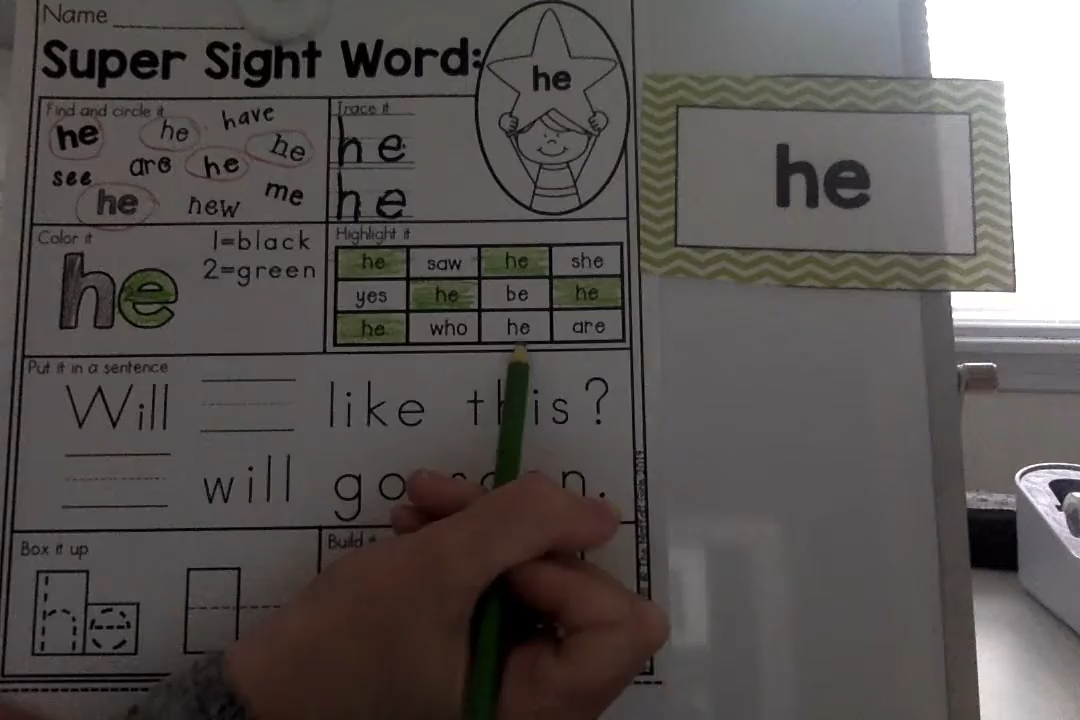 Name
Super Sight Word:
he
Find and circle it
he he have
he
are he
see
he new me
Trace it
he
he
he
Color it
1=black
2=green
he
Highlight it
he saw he she
yes he be he
he who he are
Put it in a sentence
Will like this?
will go soon.
Box it up
he
Build it